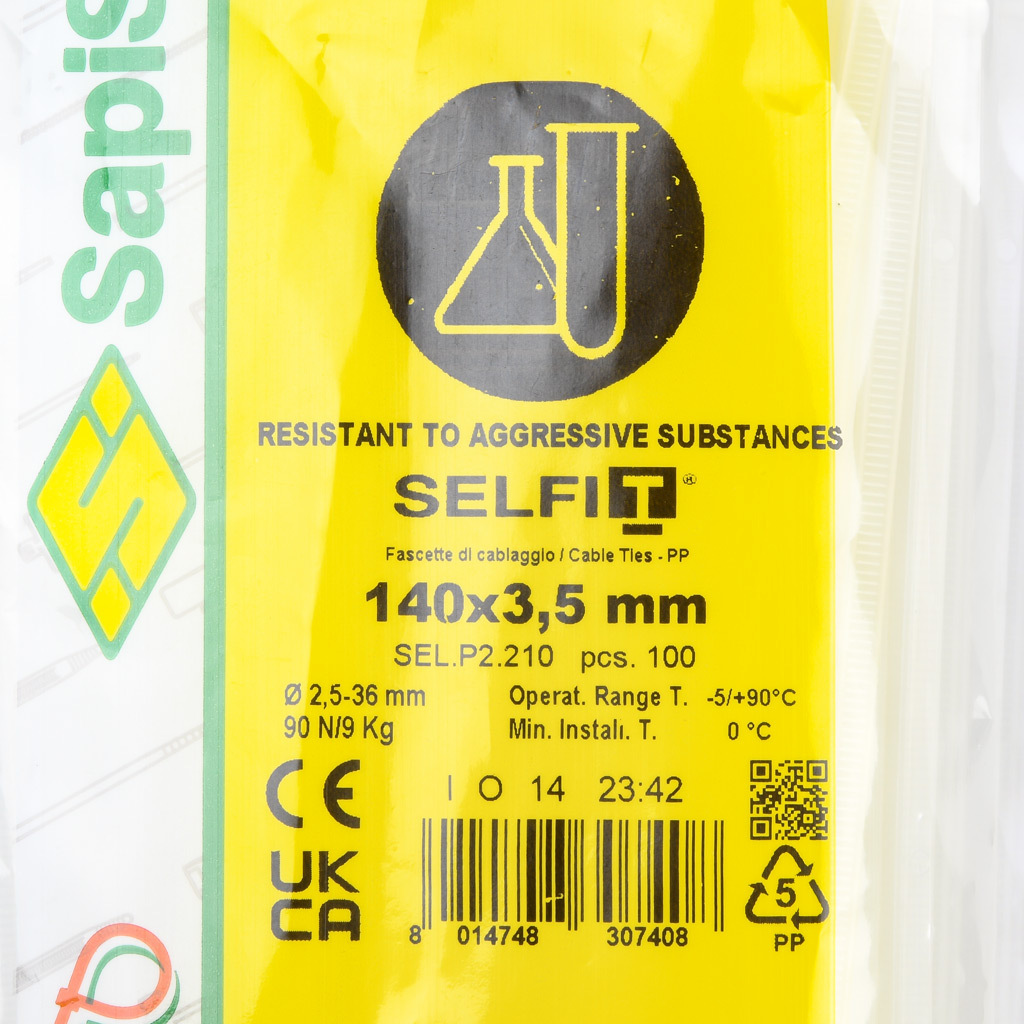 Sapis
RESISTANT TO AGGRESSIVE SUBSTANCES
SELFIT®
Fascette di cablaggio / Cable Ties - PP
140x3,5 mm
SEL.P2.210 pcs. 100
Ø 2,5-36 mm Operat. Range T. -5/+90°C
90 N/9 Kg Min. Install. T. 0 °C
CE
I O 14 23:42
UK
CA
8 014748 307408
5
PP